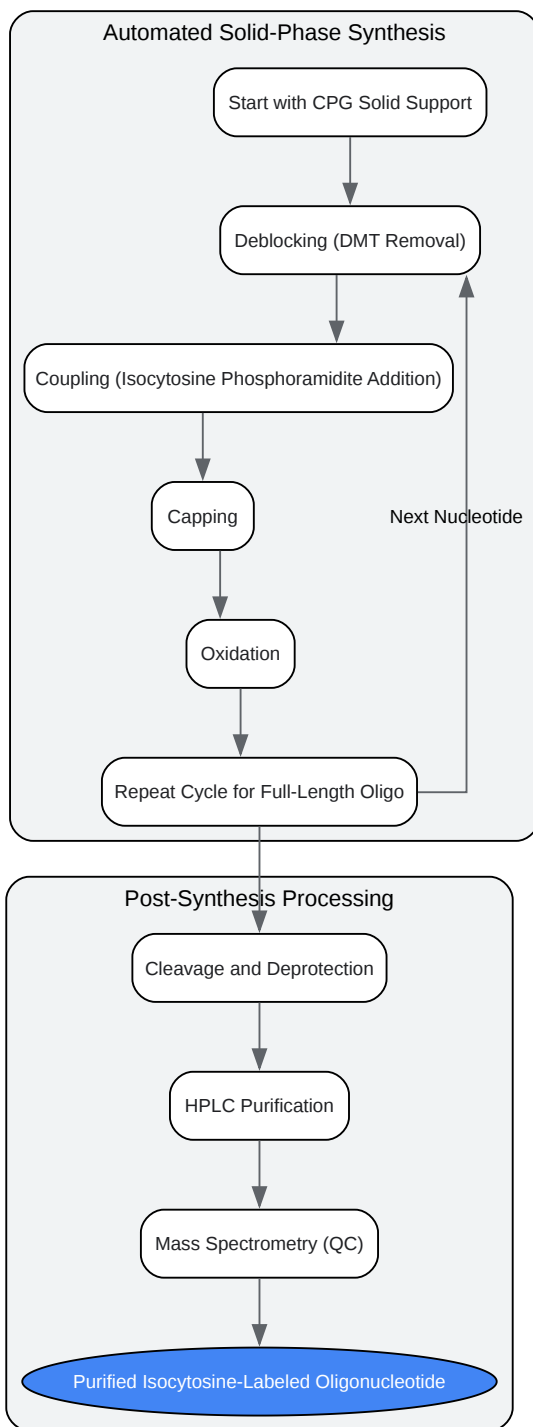 Automated Solid-Phase Synthesis
Start with CPG Solid Support
Deblocking (DMT Removal)
Coupling (Isocytosine Phosphoramidite Addition)
Capping
Next Nucleotide
Oxidation
Repeat Cycle for Full-Length Oligo
Post-Synthesis Processing
Cleavage and Deprotection
HPLC Purification
Mass Spectrometry (QC)
Purified Isocytosine-Labeled Oligonucleotide